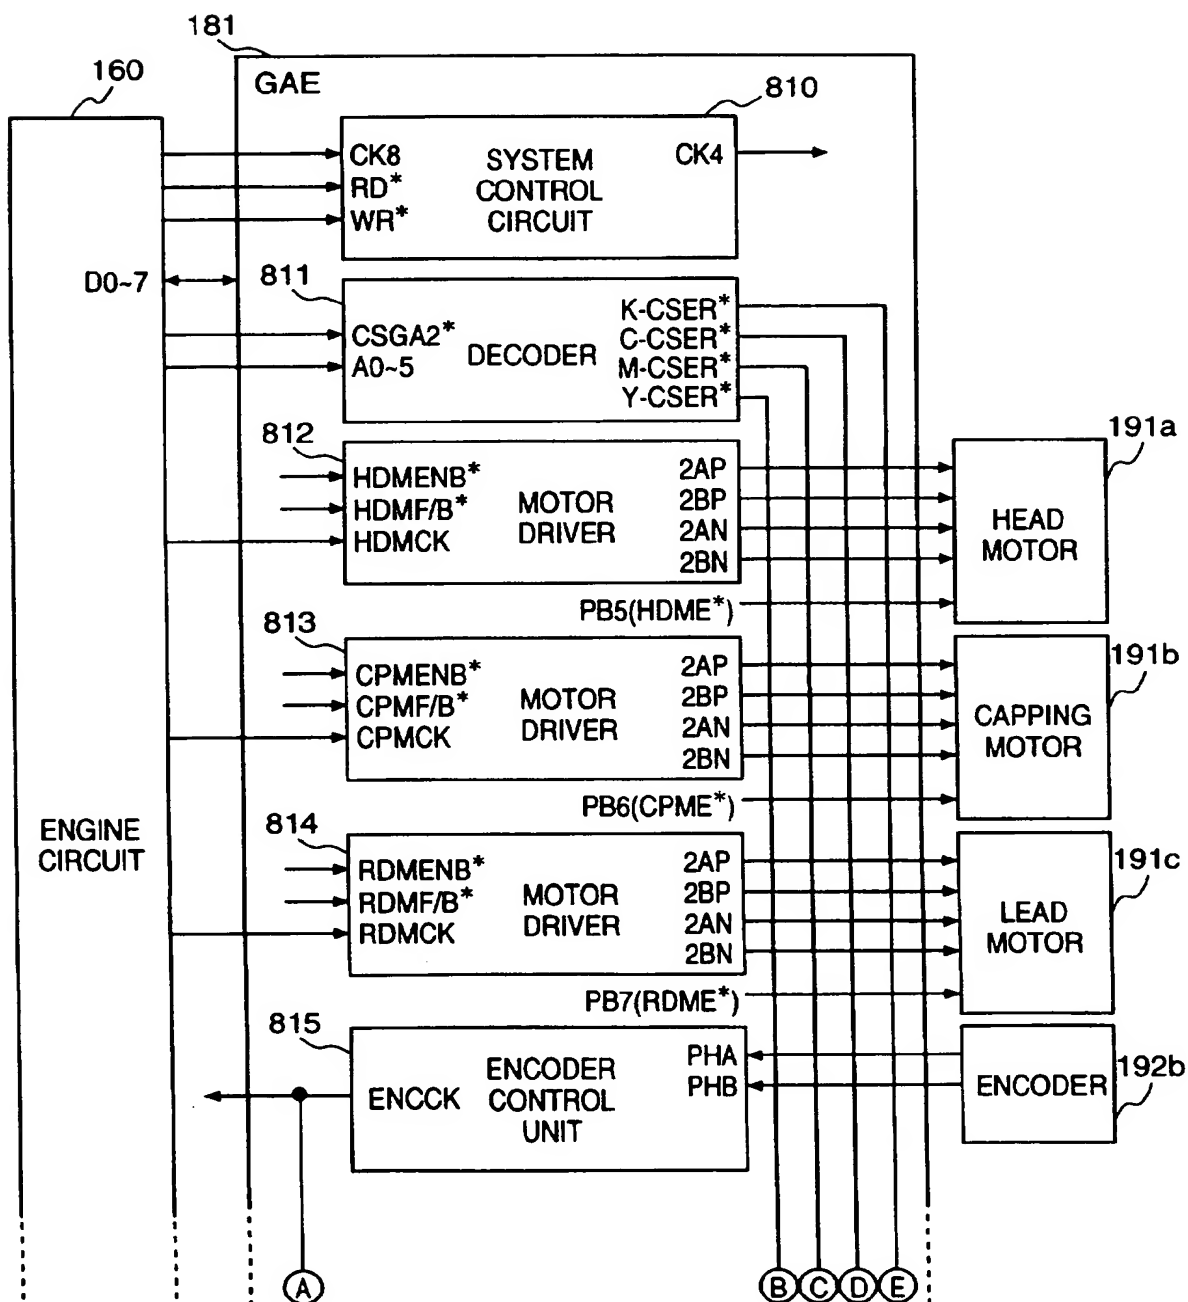 181
160
GAE
810
CK8
RD*
WR*
SYSTEM
CONTROL
CIRCUIT
CK4
D0~7
811
CSGA2*
A0~5
DECODER
K-CSER*
C-CSER*
M-CSER*
Y-CSER*
812
HDMENB*
HDMF/B*
HDMCK
MOTOR
DRIVER
2AP
2BP
2AN
2BN
191a
HEAD
MOTOR
PB5(HDME*)
813
CPMENB*
CPMF/B*
CPMCK
MOTOR
DRIVER
2AP
2BP
2AN
2BN
191b
CAPPING
MOTOR
PB6(CPME*)
ENGINE
CIRCUIT
814
RDMENB*
RDMF/B*
RDMCK
MOTOR
DRIVER
2AP
2BP
2AN
2BN
191c
LEAD
MOTOR
PB7(RDME*)
815
ENCCK
ENCODER
CONTROL
UNIT
PHA
PHB
ENCODER
192b
A
B
C
D
E